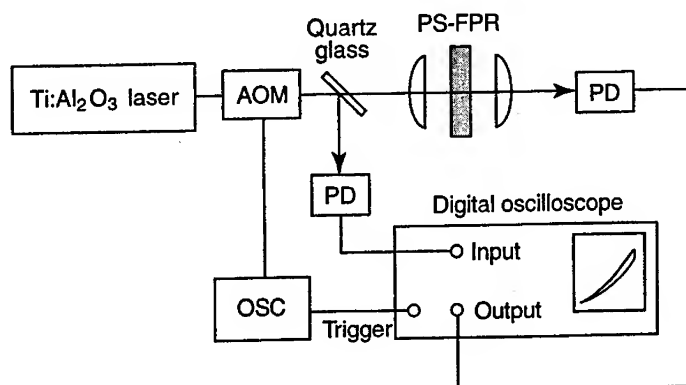 Quartz
glass
PS-FPR
Ti:Al₂O₃ laser
AOM
PD
PD
Digital oscilloscope
Input
OSC
Trigger
Output